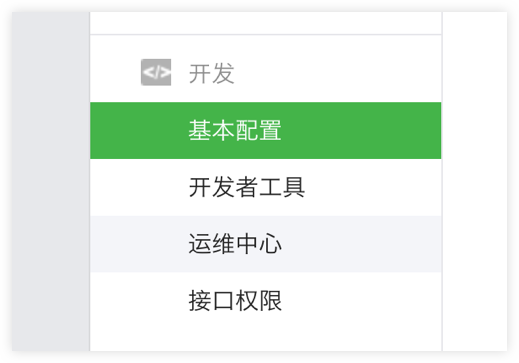 开发
基本配置
开发者工具
运维中心
接口权限